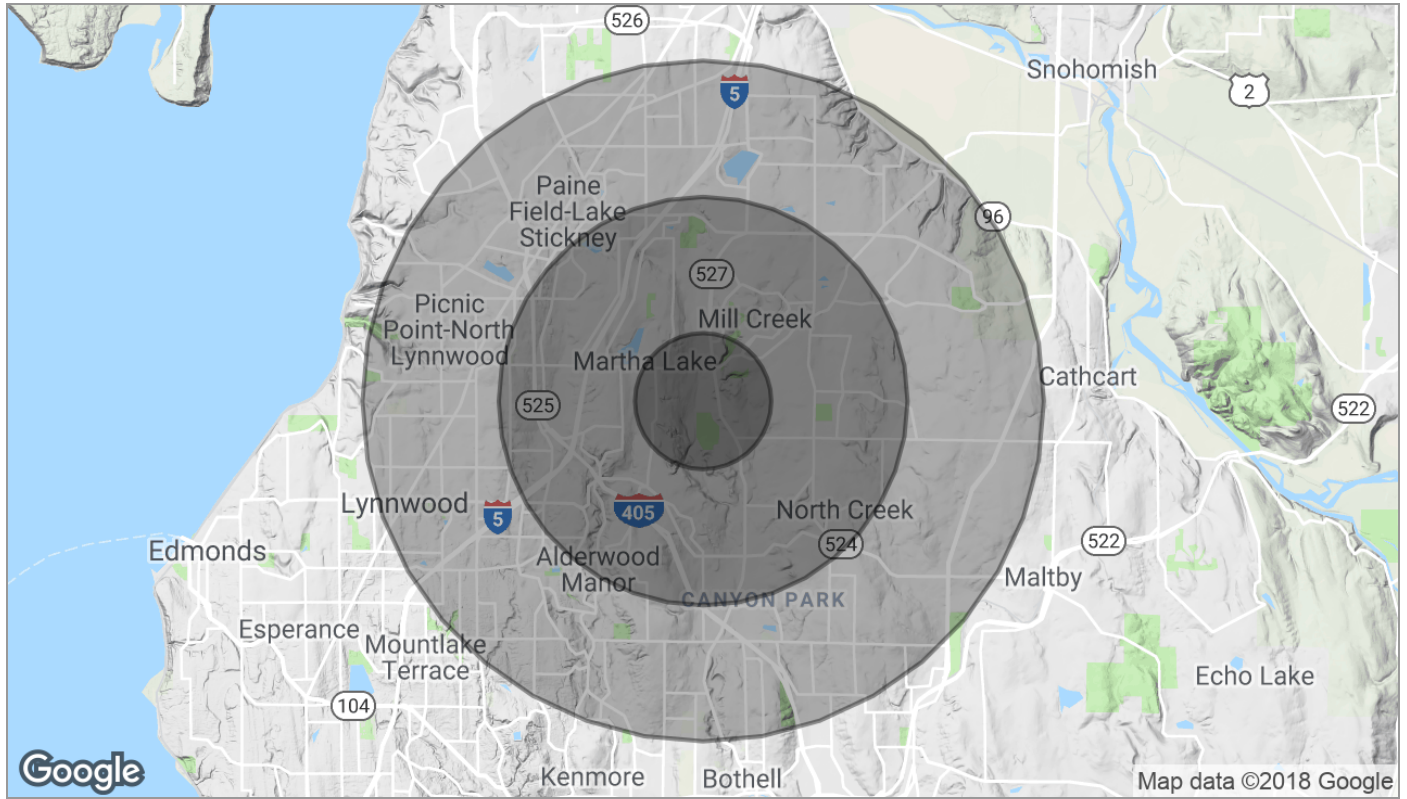 526
Snohomish
5
2
Paine
Field-Lake
Stickney
96
527
Picnic
Point-North
Lynnwood
Mill Creek
Martha Lake
Cathcart
525
522
Lynnwood
5
405
North Creek
524
522
Edmonds
Alderwood
Manor
Maltby
CANYON PARK
Esperance
Mountlake
Terrace
Echo Lake
104
Google
Kenmore
Bothell
Map data ©2018 Google